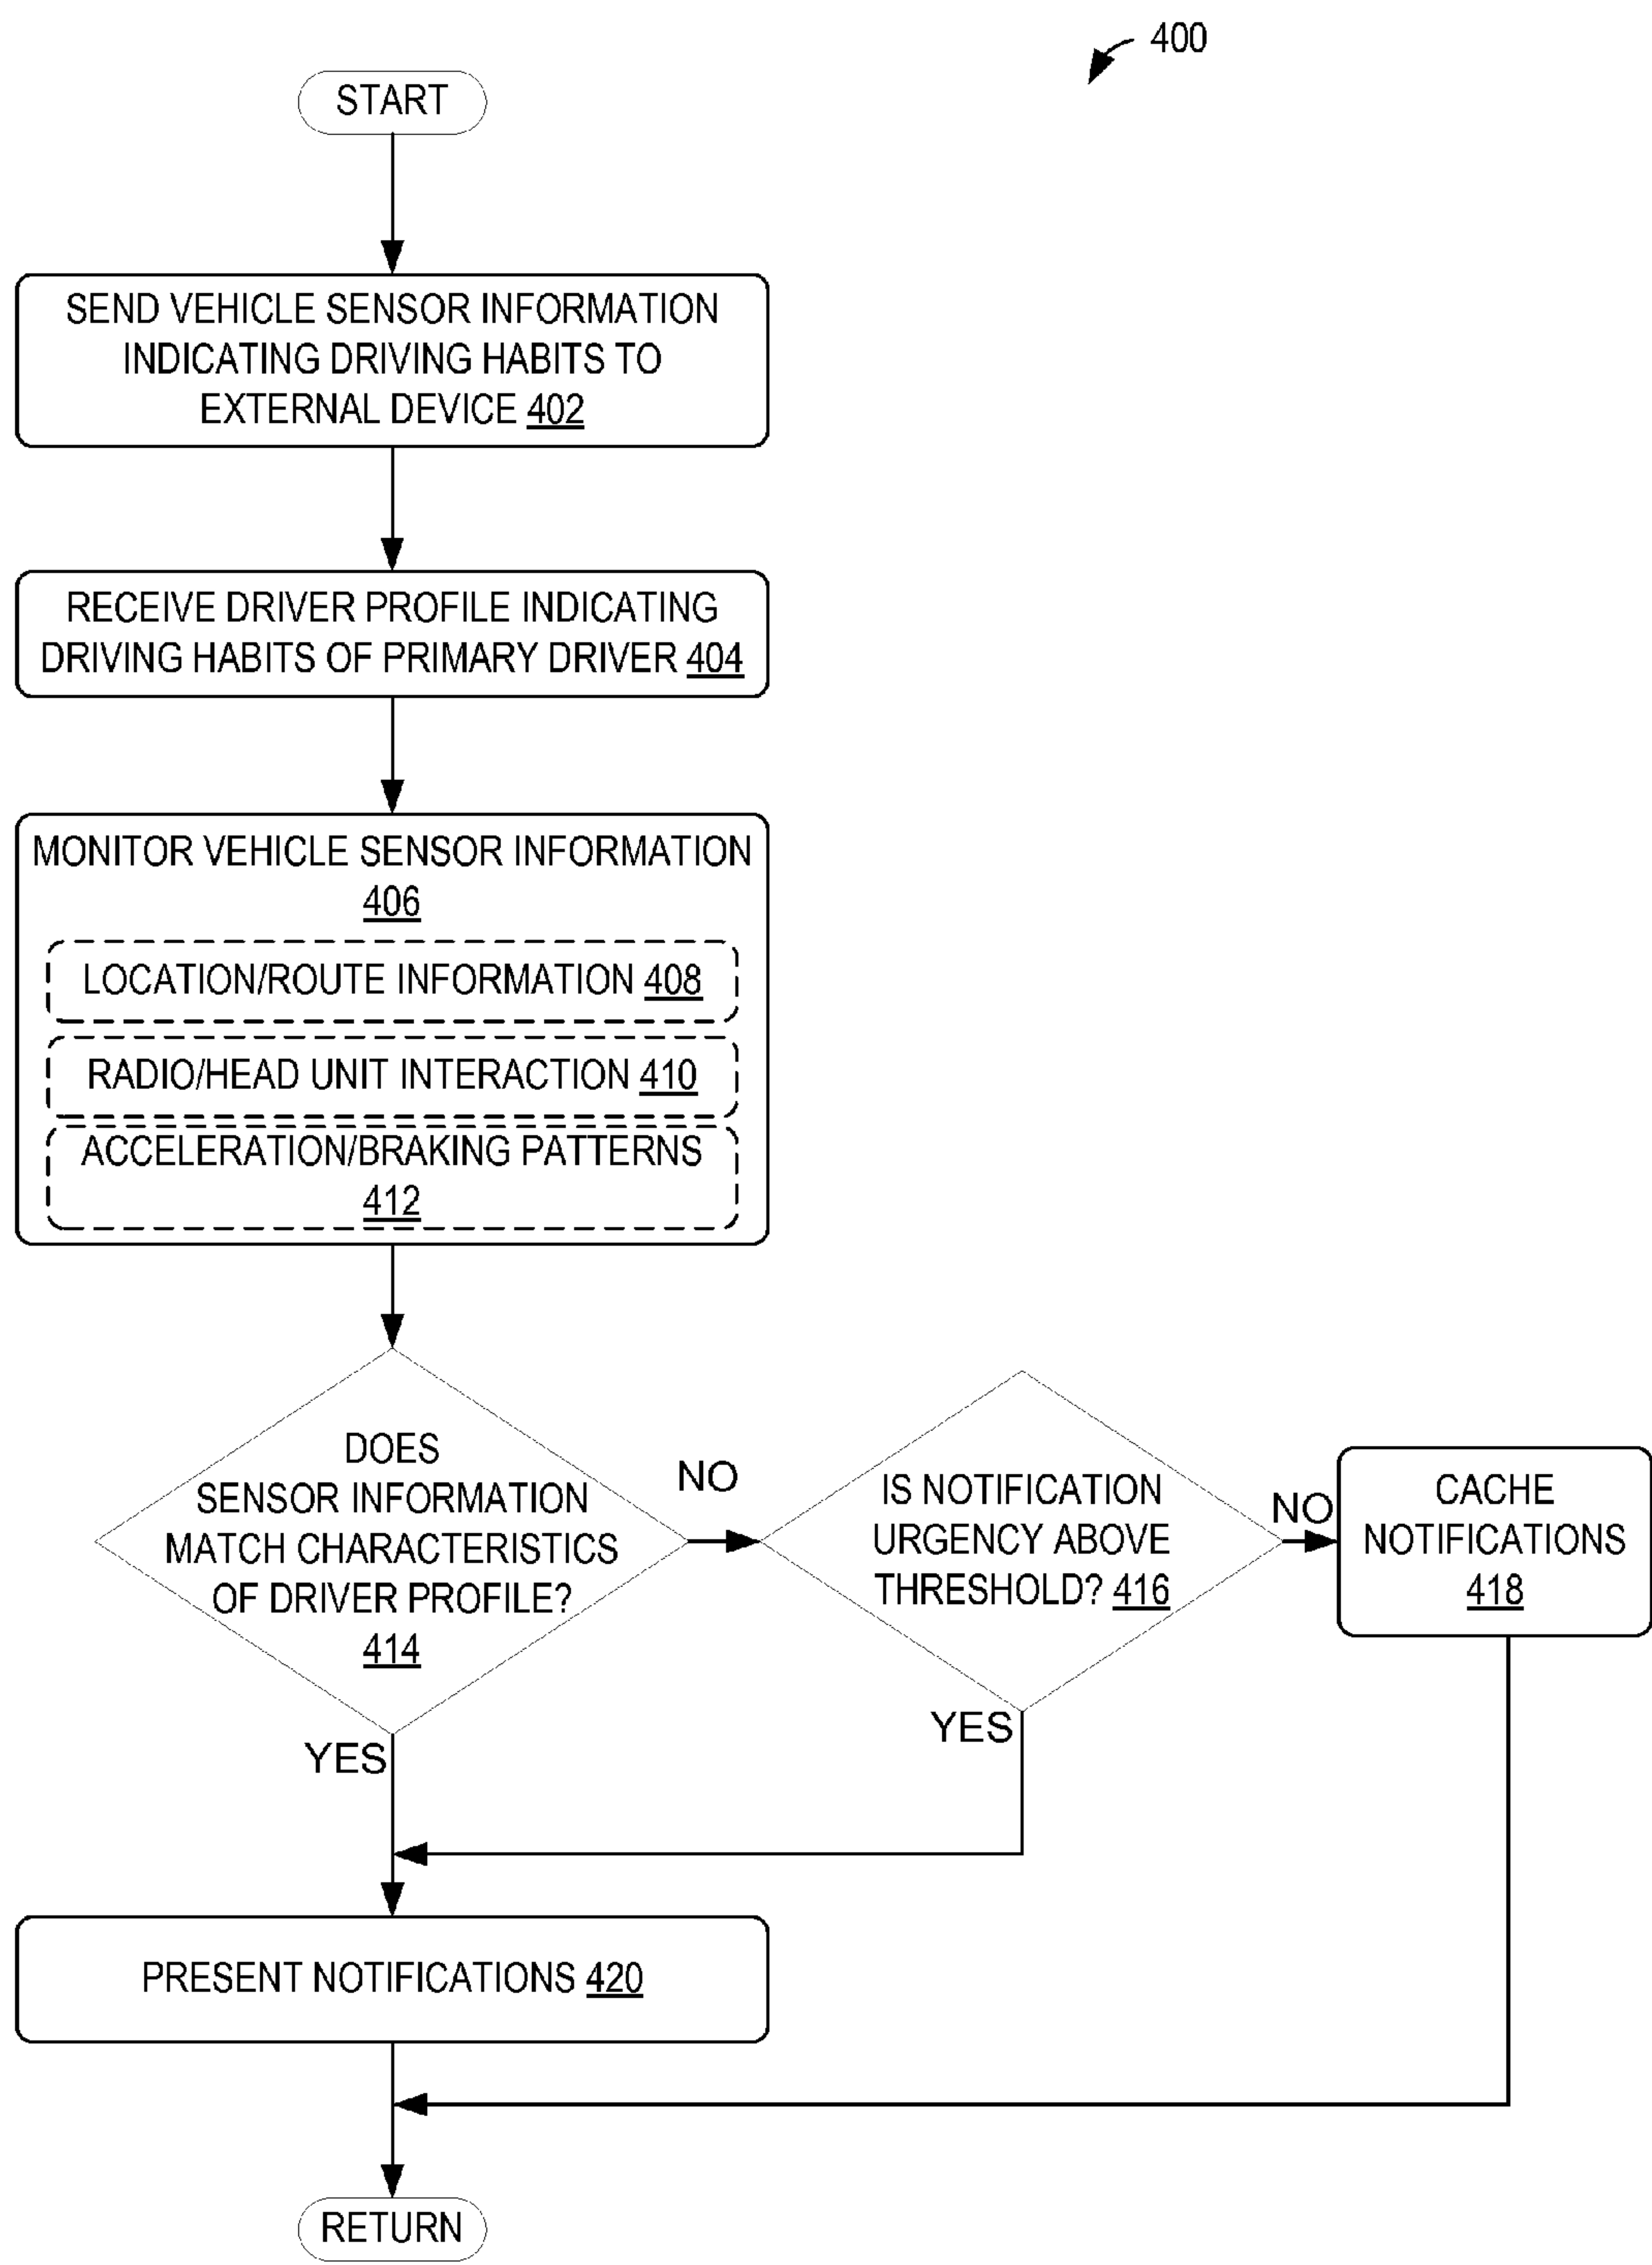 400
START
SEND VEHICLE SENSOR INFORMATION
INDICATING DRIVING HABITS TO
EXTERNAL DEVICE 402
RECEIVE DRIVER PROFILE INDICATING
DRIVING HABITS OF PRIMARY DRIVER 404
MONITOR VEHICLE SENSOR INFORMATION
406
LOCATION/ROUTE INFORMATION 408
RADIO/HEAD UNIT INTERACTION 410
ACCELERATION/BRAKING PATTERNS
412
DOES
SENSOR INFORMATION
MATCH CHARACTERISTICS
OF DRIVER PROFILE?
414
NO
IS NOTIFICATION
URGENCY ABOVE
THRESHOLD? 416
NO
CACHE
NOTIFICATIONS
418
YES
YES
PRESENT NOTIFICATIONS 420
RETURN